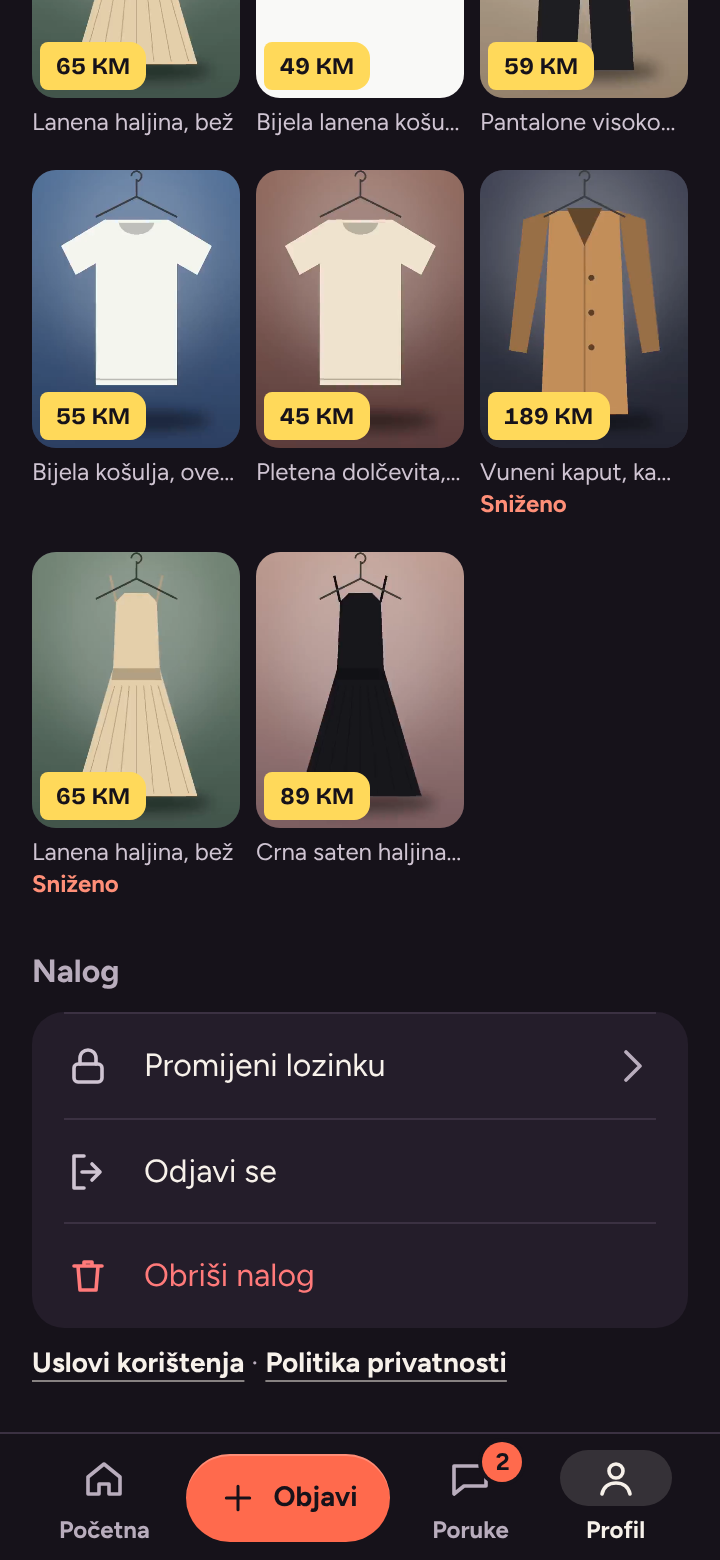 65 KM
49 KM
59 KM
Lanena haljina, bež
Bijela lanena košu...
Pantalone visoko...
55 KM
45 KM
189 KM
Bijela košulja, ove...
Pletena dolčevita,...
Vuneni kaput, ka...
Sniženo
65 KM
89 KM
Lanena haljina, bež
Crna saten haljina...
Sniženo
Nalog
Promijeni lozinku
Odjavi se
Obriši nalog
Uslovi korištenja · Politika privatnosti
2
Objavi
Početna
Poruke
Profil